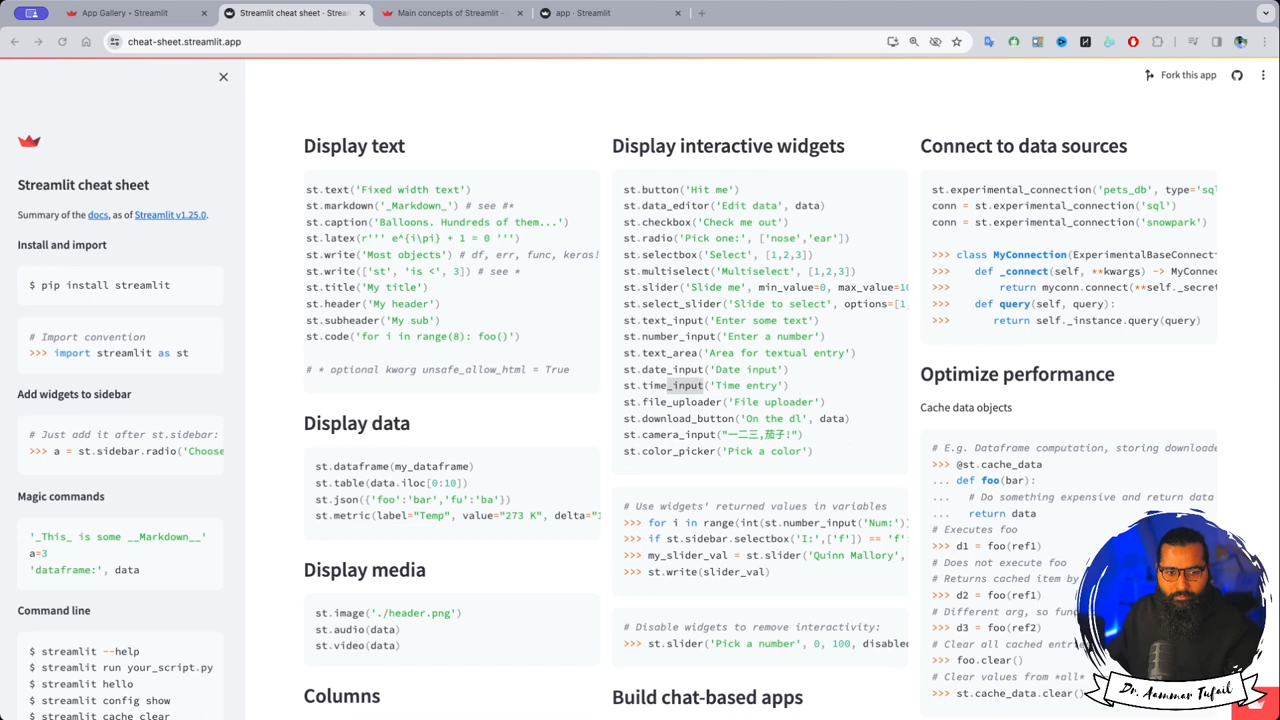 App Gallery - Streamlit
Streamlit cheat sheet · Stream
Main concepts of Streamlit -
app · Streamlit
cheat-sheet.streamlit.app
Fork this app
Streamlit cheat sheet
Summary of the docs, as of Streamlit v1.25.0.
Install and import
$ pip install streamlit
# Import convention
>>> import streamlit as st
Add widgets to sidebar
# Just add it after st.sidebar:
>>> a = st.sidebar.radio('Choose
Magic commands
'_This_ is some __Markdown__'
a=3
'dataframe:', data
Command line
$ streamlit --help
$ streamlit run your_script.py
$ streamlit hello
$ streamlit config show
$ streamlit cache clear
Display text
st.text('Fixed width text')
st.markdown('_Markdown_') # see #*
st.caption('Balloons. Hundreds of them...')
st.latex(r''' e^{i\pi} + 1 = 0 ''')
st.write('Most objects') # df, err, func, keras!
st.write(['st', 'is <', 3]) # see *
st.title('My title')
st.header('My header')
st.subheader('My sub')
st.code('for i in range(8): foo()')
# * optional kwarg unsafe_allow_html = True
Display data
st.dataframe(my_dataframe)
st.table(data.iloc[0:10])
st.json({'foo':'bar','fu':'ba'})
st.metric(label="Temp", value="273 K", delta="1
Display media
st.image('./header.png')
st.audio(data)
st.video(data)
Columns
Display interactive widgets
st.button('Hit me')
st.data_editor('Edit data', data)
st.checkbox('Check me out')
st.radio('Pick one:', ['nose','ear'])
st.selectbox('Select', [1,2,3])
st.multiselect('Multiselect', [1,2,3])
st.slider('Slide me', min_value=0, max_value=10
st.select_slider('Slide to select', options=[1,
st.text_input('Enter some text')
st.number_input('Enter a number')
st.text_area('Area for textual entry')
st.date_input('Date input')
st.time_input('Time entry')
st.file_uploader('File uploader')
st.download_button('On the dl', data)
st.camera_input("一二三,茄子!")
st.color_picker('Pick a color')
# Use widgets' returned values in variables
>>> for i in range(int(st.number_input('Num:'))
>>> if st.sidebar.selectbox('I:',['f']) == 'f'
>>> my_slider_val = st.slider('Quinn Mallory',
>>> st.write(slider_val)
# Disable widgets to remove interactivity:
>>> st.slider('Pick a number', 0, 100, disabled
Build chat-based apps
Connect to data sources
st.experimental_connection('pets_db', type='sql
conn = st.experimental_connection('sql')
conn = st.experimental_connection('snowpark')
>>> class MyConnection(ExperimentalBaseConnect
>>> def _connect(self, **kwargs) -> MyConnec
>>> return myconn.connect(**self._secret
>>> def query(self, query):
>>> return self._instance.query(query)
Optimize performance
Cache data objects
# E.g. Dataframe computation, storing downloade
>>> @st.cache_data
... def foo(bar):
... # Do something expensive and return data
... return data
# Executes foo
>>> d1 = foo(ref1)
# Does not execute foo
# Returns cached item by
>>> d2 = foo(ref1)
# Different arg, so fun
>>> d3 = foo(ref2)
# Clear all cached entr
>>> foo.clear()
# Clear values from *all*
>>> st.cache_data.clear()
Dr. Aammar Tufail